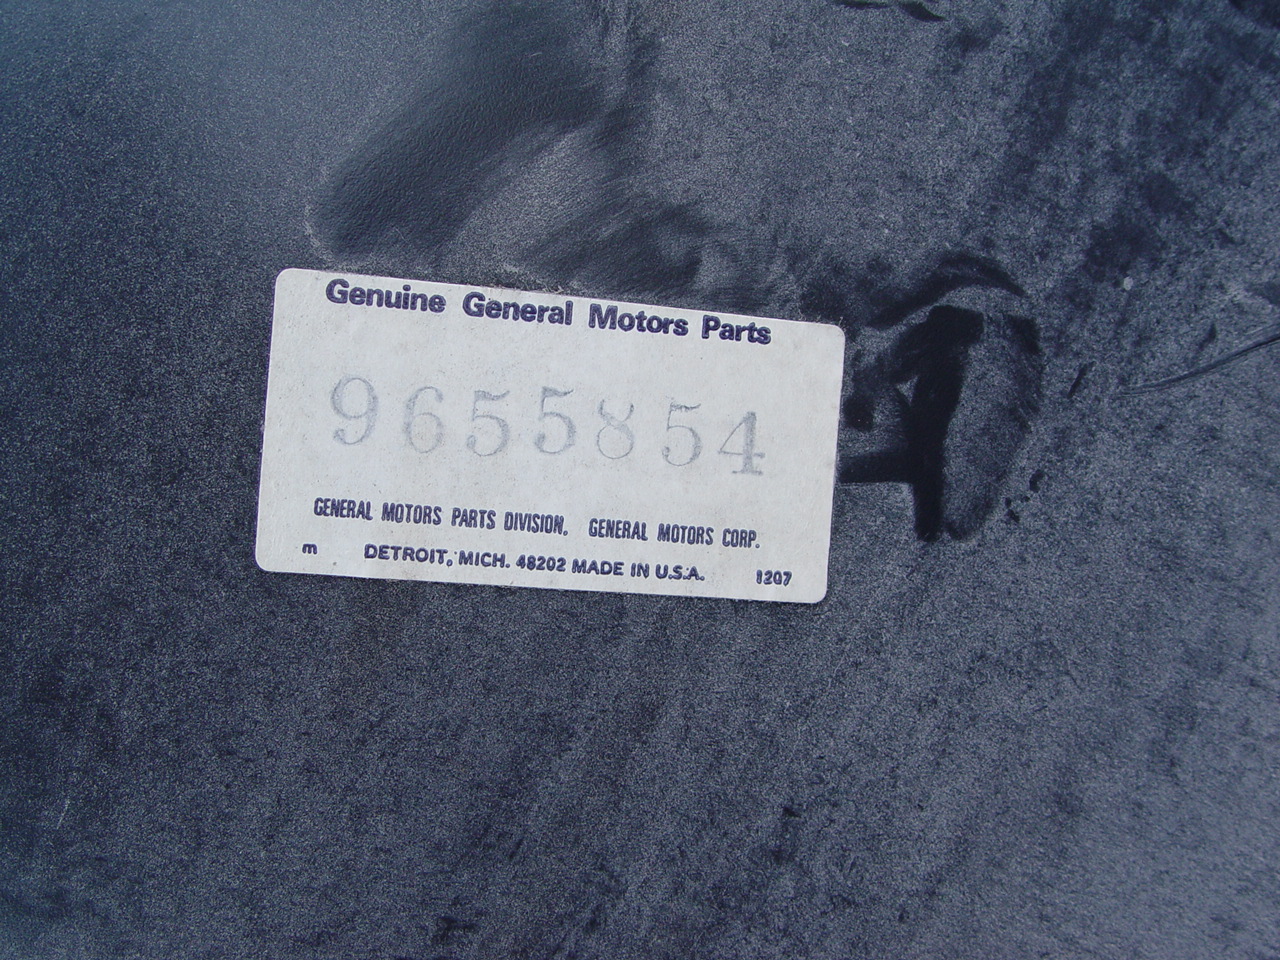 Genuine General Motors Parts
9655854
GENERAL MOTORS PARTS DIVISION, GENERAL MOTORS CORP.
m DETROIT, MICH. 48202 MADE IN U.S.A. 1207